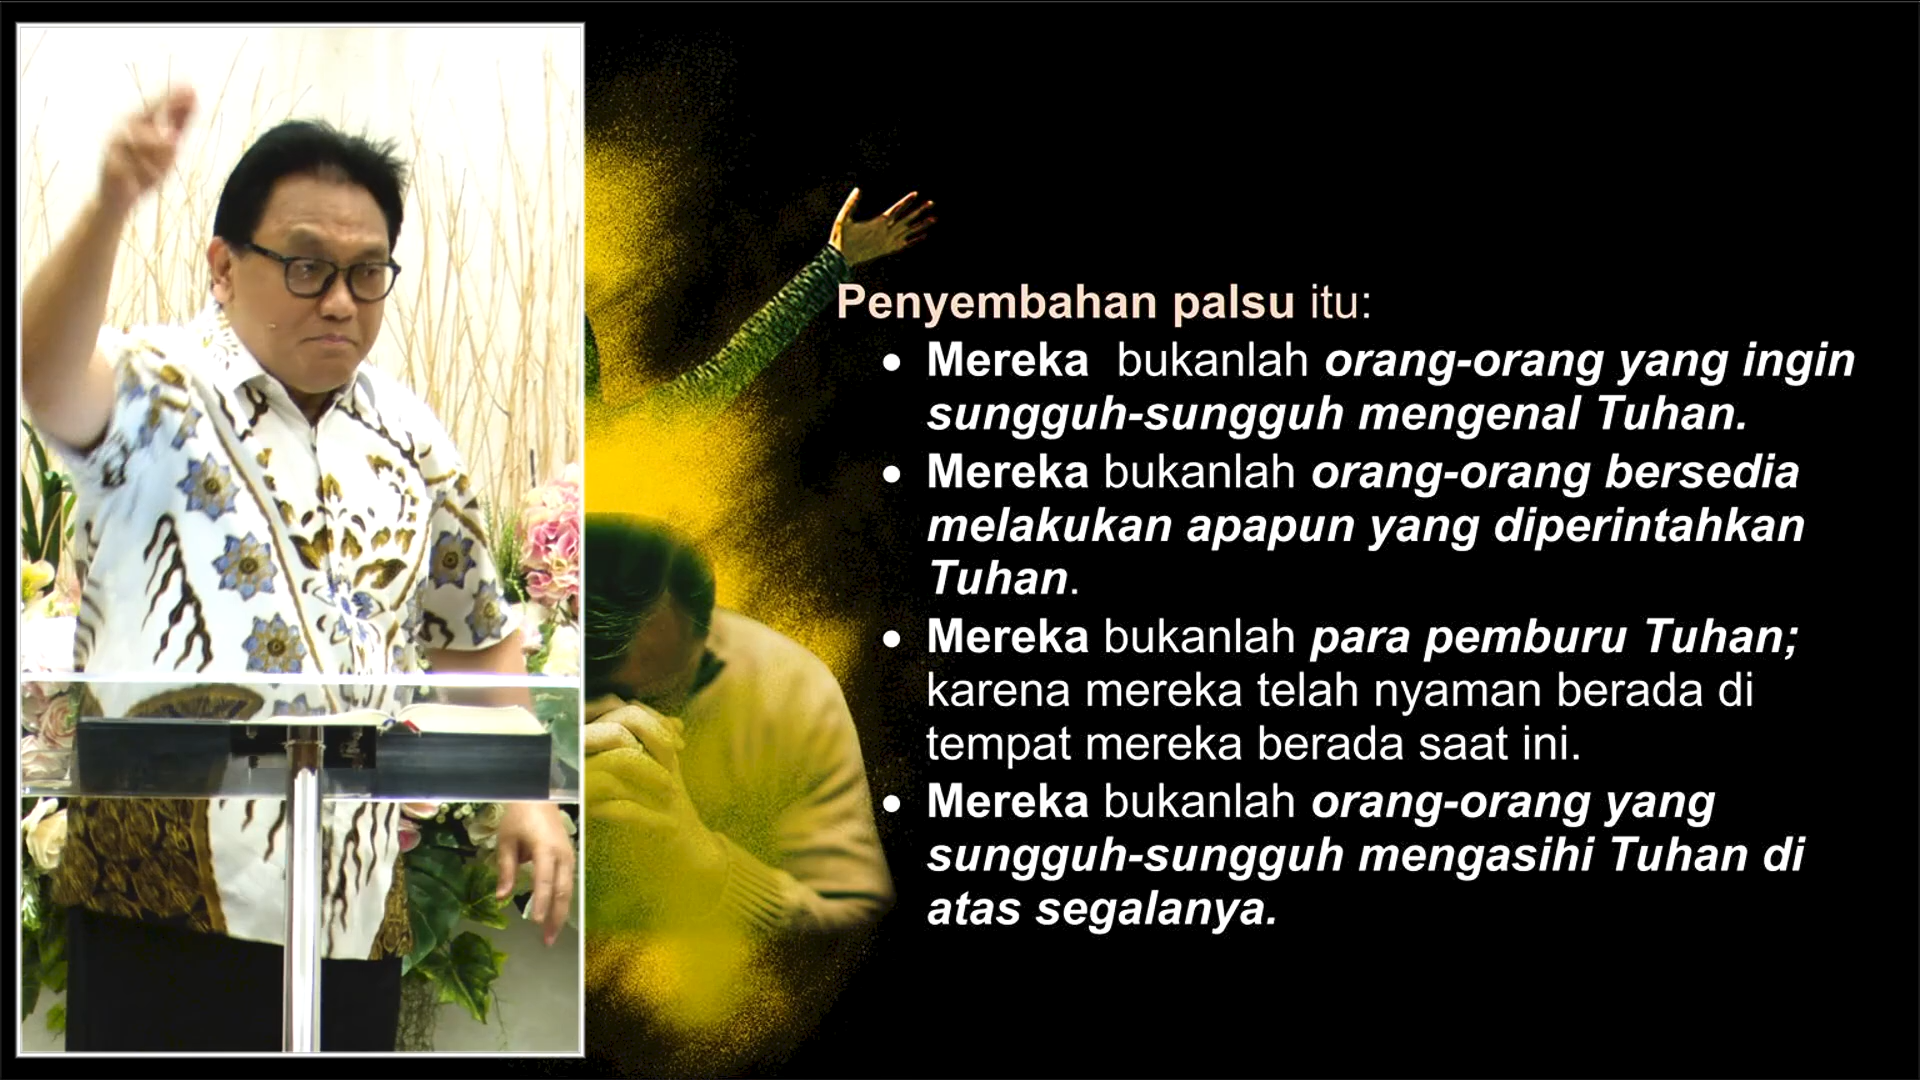 Penyembahan palsu itu:
• Mereka bukanlah orang-orang yang ingin
sungguh-sungguh mengenal Tuhan.
• Mereka bukanlah orang-orang bersedia
melakukan apapun yang diperintahkan
Tuhan.
• Mereka bukanlah para pemburu Tuhan;
karena mereka telah nyaman berada di
tempat mereka berada saat ini.
• Mereka bukanlah orang-orang yang
sungguh-sungguh mengasihi Tuhan di
atas segalanya.